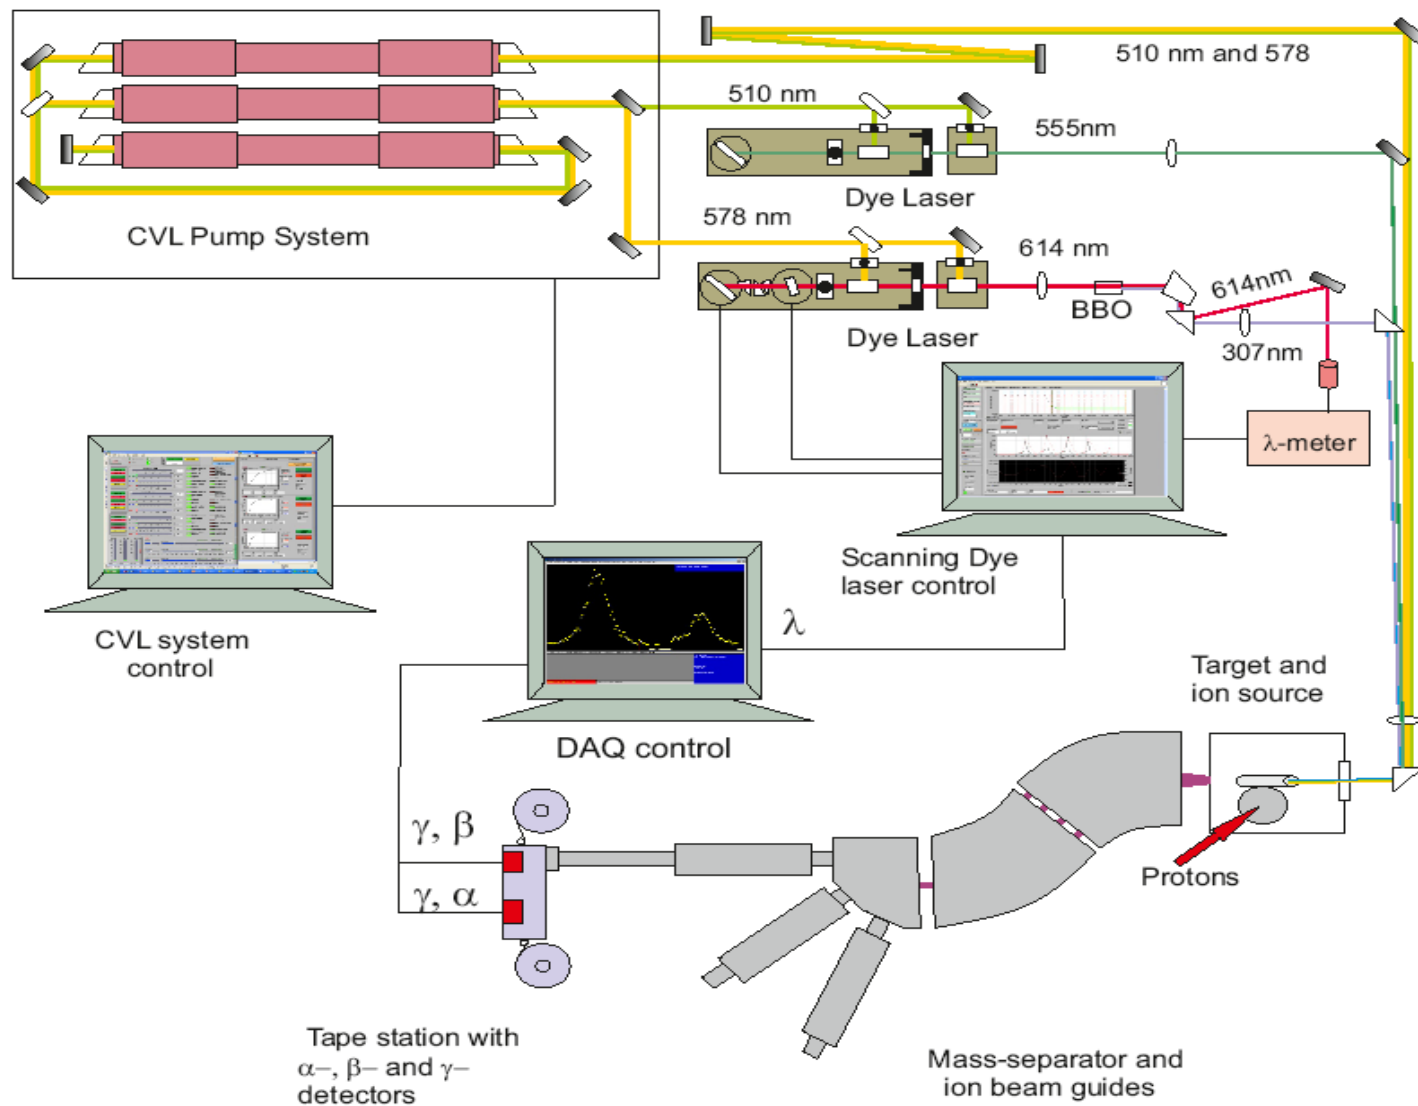 510 nm and 578
510 nm
555nm
Dye Laser
CVL Pump System
578 nm
614 nm
614nm
BBO
307nm
Dye Laser
λ-meter
Scanning Dye
laser control
CVL system
control
λ
DAQ control
Target and
ion source
γ, β
γ, α
Protons
Tape station with
α–, β– and γ–
detectors
Mass-separator and
ion beam guides